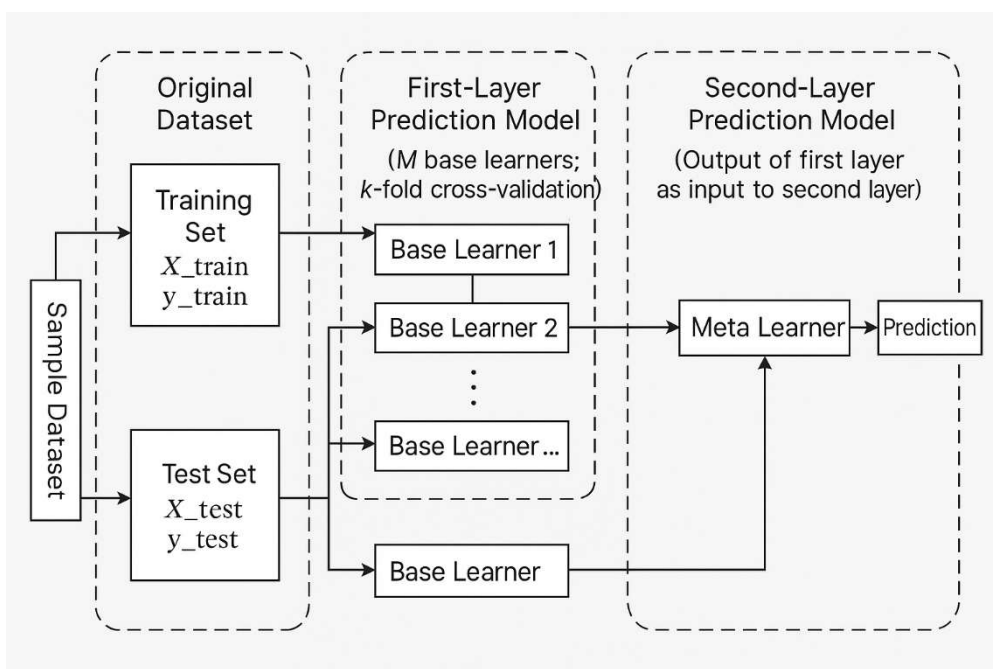 Sample Dataset
Original
Dataset
Training
Set
X_train
y_train
Test Set
X_test
y_test
First-Layer
Prediction Model
(M base learners;
k-fold cross-validation)
Base Learner 1
Base Learner 2
⋮
Base Learner...
Base Learner
Second-Layer
Prediction Model
(Output of first layer
as input to second layer)
Meta Learner
Prediction